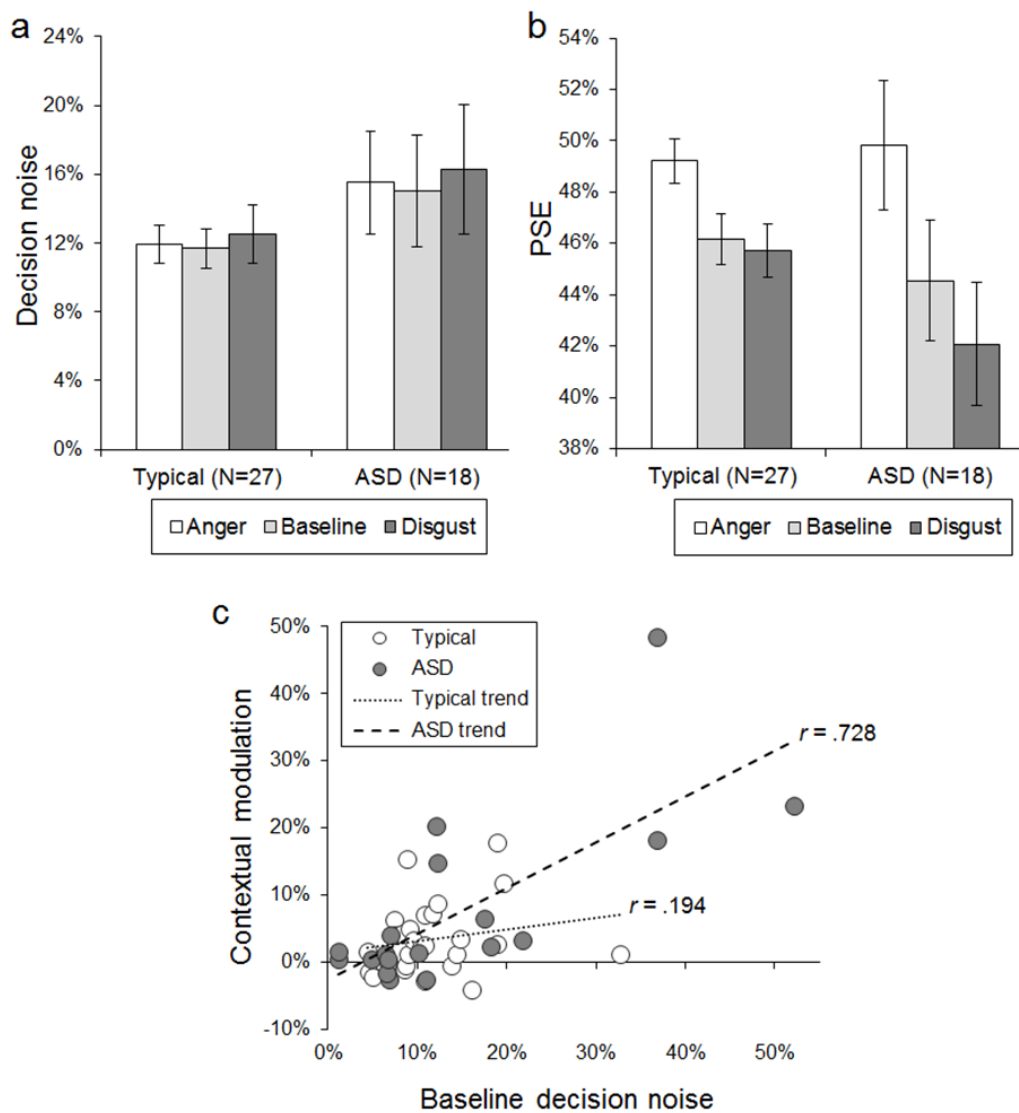 a
24%
20%
16%
12%
8%
4%
0%
Decision noise
Typical (N=27) ASD (N=18)
Anger Baseline Disgust
b
54%
52%
50%
48%
46%
44%
42%
40%
38%
PSE
Typical (N=27) ASD (N=18)
Anger Baseline Disgust
c
50%
40%
30%
20%
10%
0%
-10%
Contextual modulation
Typical
ASD
Typical trend
ASD trend
r = .728
r = .194
0% 10% 20% 30% 40% 50%
Baseline decision noise